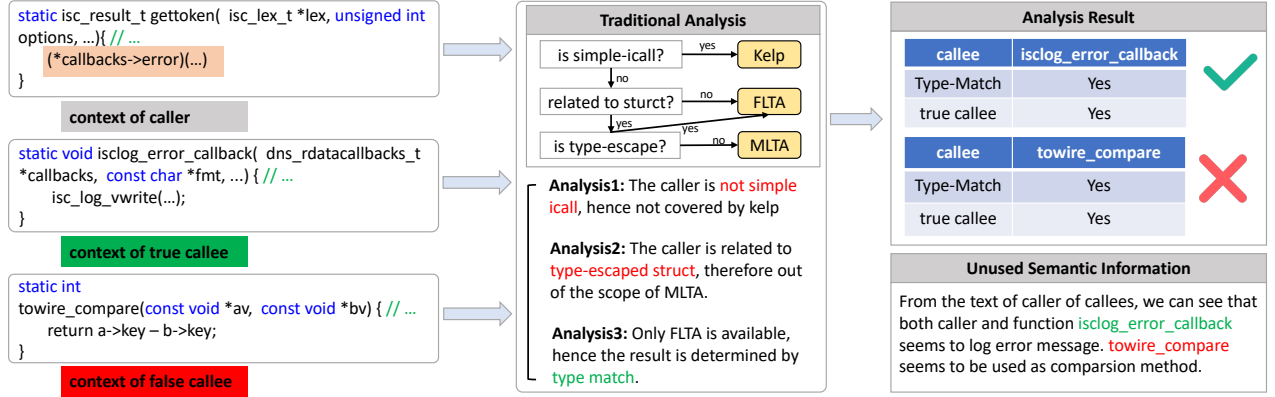 static isc_result_t gettoken( isc_lex_t *lex, unsigned int
options, ...){ // ...
(*callbacks->error)(...)
}
context of caller
static void isclog_error_callback( dns_rdatacallbacks_t
*callbacks, const char *fmt, ...) { // ...
isc_log_vwrite(...);
}
context of true callee
static int
towire_compare(const void *av, const void *bv) { // ...
return a->key – b->key;
}
context of false callee
Traditional Analysis
is simple-icall?
yes
Kelp
no
related to sturct?
no
FLTA
yes
yes
is type-escape?
no
MLTA
Analysis1: The caller is not simple
icall, hence not covered by kelp
Analysis2: The caller is related to
type-escaped struct, therefore out
of the scope of MLTA.
Analysis3: Only FLTA is available,
hence the result is determined by
type match.
Analysis Result
callee isclog_error_callback
Type-Match Yes
true callee Yes
callee towire_compare
Type-Match Yes
true callee Yes
Unused Semantic Information
From the text of caller of callees, we can see that
both caller and function isclog_error_callback
seems to log error message. towire_compare
seems to be used as comparsion method.